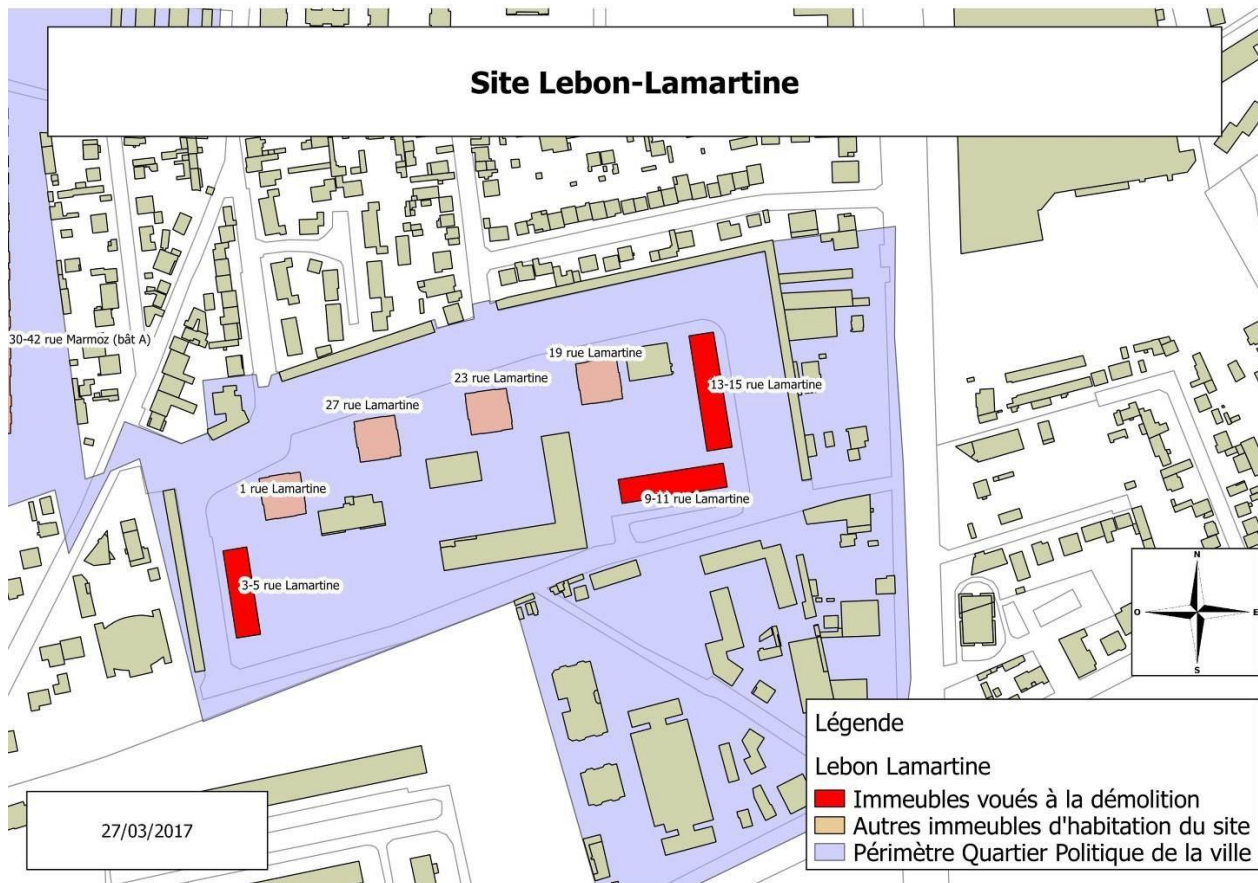 Site Lebon-Lamartine
30-42 rue Marmoz (bât A)
19 rue Lamartine
23 rue Lamartine
13-15 rue Lamartine
27 rue Lamartine
1 rue Lamartine
9-11 rue Lamartine
3-5 rue Lamartine
N
O
E
S
Légende
Lebon Lamartine
Immeubles voués à la démolition
Autres immeubles d'habitation du site
Périmètre Quartier Politique de la ville
27/03/2017